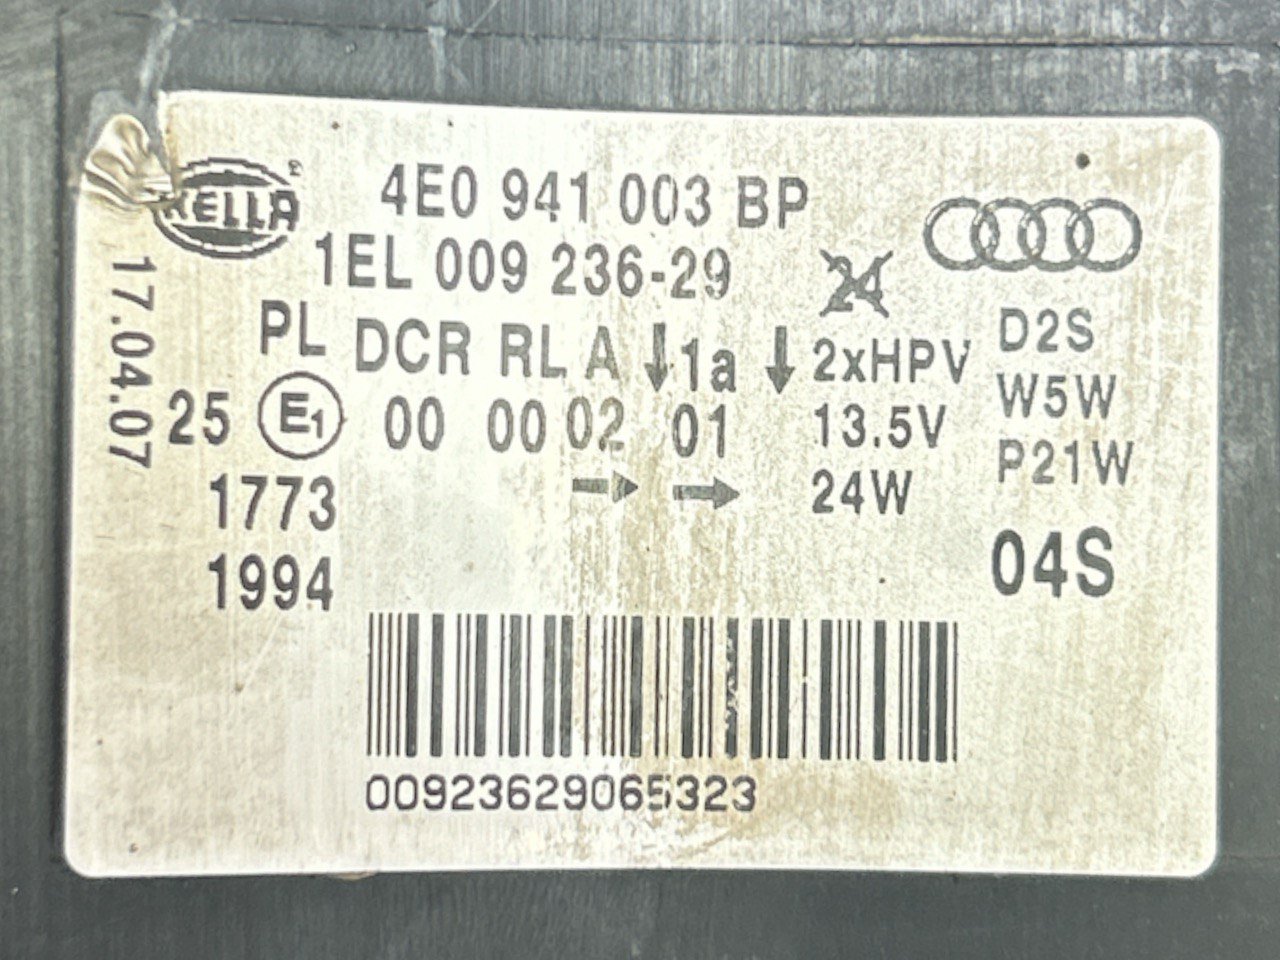 HELLA
4E0 941 003 BP
1EL 009 236-29
24
17.04.07
PL DCR RL A ↓1a ↓ 2xHPV
D2S
25 E1 00 00 02 01 13.5V
W5W
→ → 24W
P21W
1773
1994
04S
00923629065323